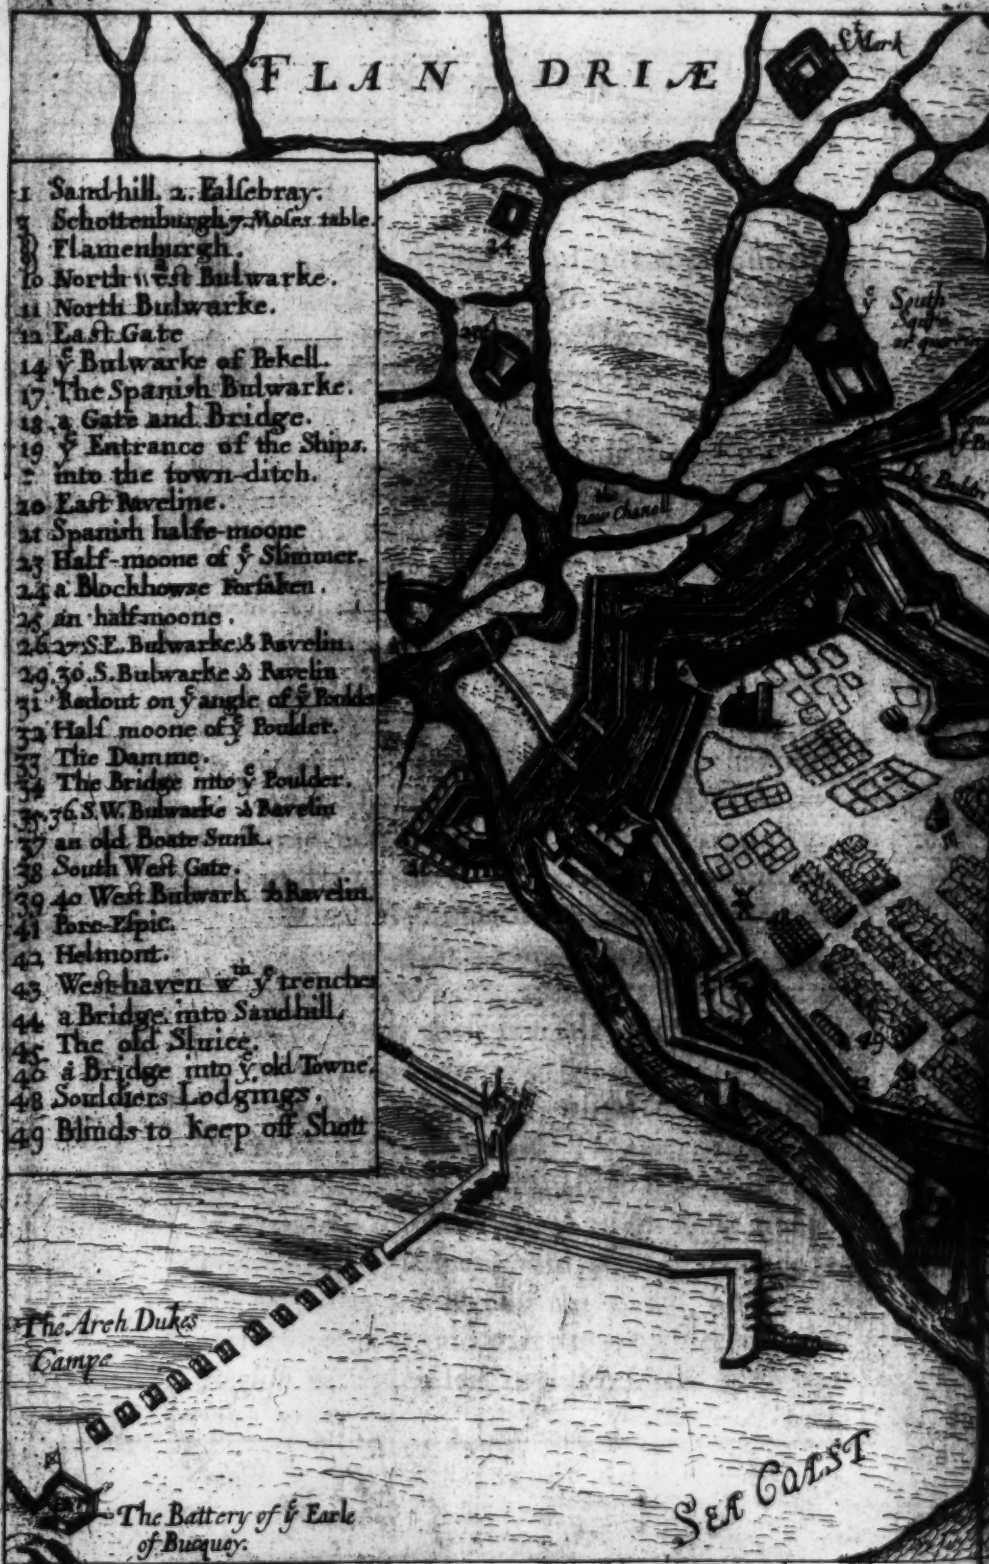 FLANDRIÆ
St Mark
1 Sand-hill. 2. Falsebray.
3 Schottenburgh 7. Moses table
Flamenburgh.
10 North west Bulwarke.
11 North Bulwarke.
12 East Gate
14 yͤ Bulwarke of Pekell.
17 The Spanish Bulwarke.
18 a Gate and Bridge.
19 yͤ Entrance of the Ships.
into the town-ditch.
20 East Raveline.
21 Spanish halfe-moone
23 Half-moone of yͤ Slimmer.
24 a Blockhowse Forsaken.
25 an half-moone.
26.27 S.E. Bulwarke & Ravelin.
29.30. S. Bulwarke & Ravelin
31 Redout on yͤ angle of yͤ Poulde
32 Half moone of yͤ Poulder.
33 The Damme.
34 The Bridge into yͤ Poulder.
35.36 S.W. Bulwarke & Ravelin
37 an old Boate Sunk.
38 South West Gate.
39 40 West Bulwark & Ravelin
41 Porc-Espic.
42 Helmont.
43 West-haven wᵗʰ yͤ trenches
44 a Bridge into Sandhill.
45 The old Sluice.
46 a Bridge into yͤ old Towne.
48 Souldiers Lodgings.
49 Blinds to keep off Shott
24
yͤ South
Squre
or quarre
the
new Chanell
21
49
The Arch Dukes
Campe
The Battery of yͤ Earle
of Bucquoy.
SEA COAST